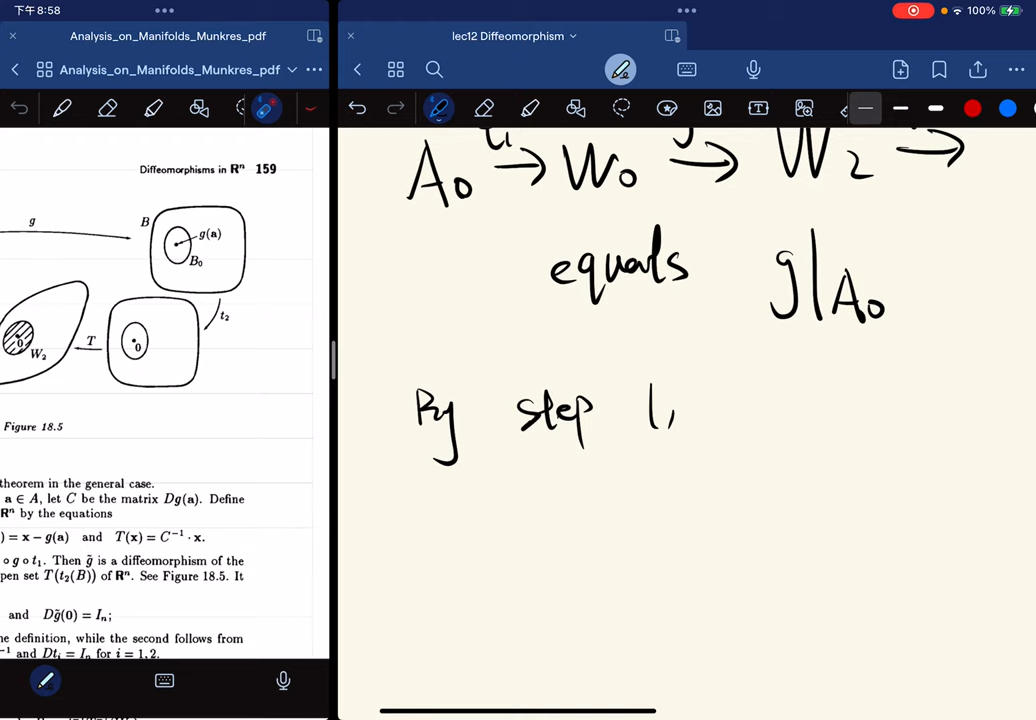 下午8:58
100%
Analysis_on_Manifolds_Munkres_pdf
lec12 Diffeomorphism
Analysis_on_Manifolds_Munkres_pdf
Diffeomorphisms in Rⁿ 159
g
B
g(a)
B₀
t₂
T
0
0
W₂
Figure 18.5
theorem in the general case.
a ∈ A, let C be the matrix Dg(a). Define
Rⁿ by the equations
) = x − g(a) and T(x) = C⁻¹ · x.
∘ g ∘ t₁. Then g̃ is a diffeomorphism of the
pen set T(t₂(B)) of Rⁿ. See Figure 18.5. It
and Dg̃(0) = Iₙ;
he definition, while the second follows from
⁻¹ and Dtᵢ = Iₙ for i = 1,2.
A₀ → W₀ → W₂ →
equals g|A₀
By step 1,